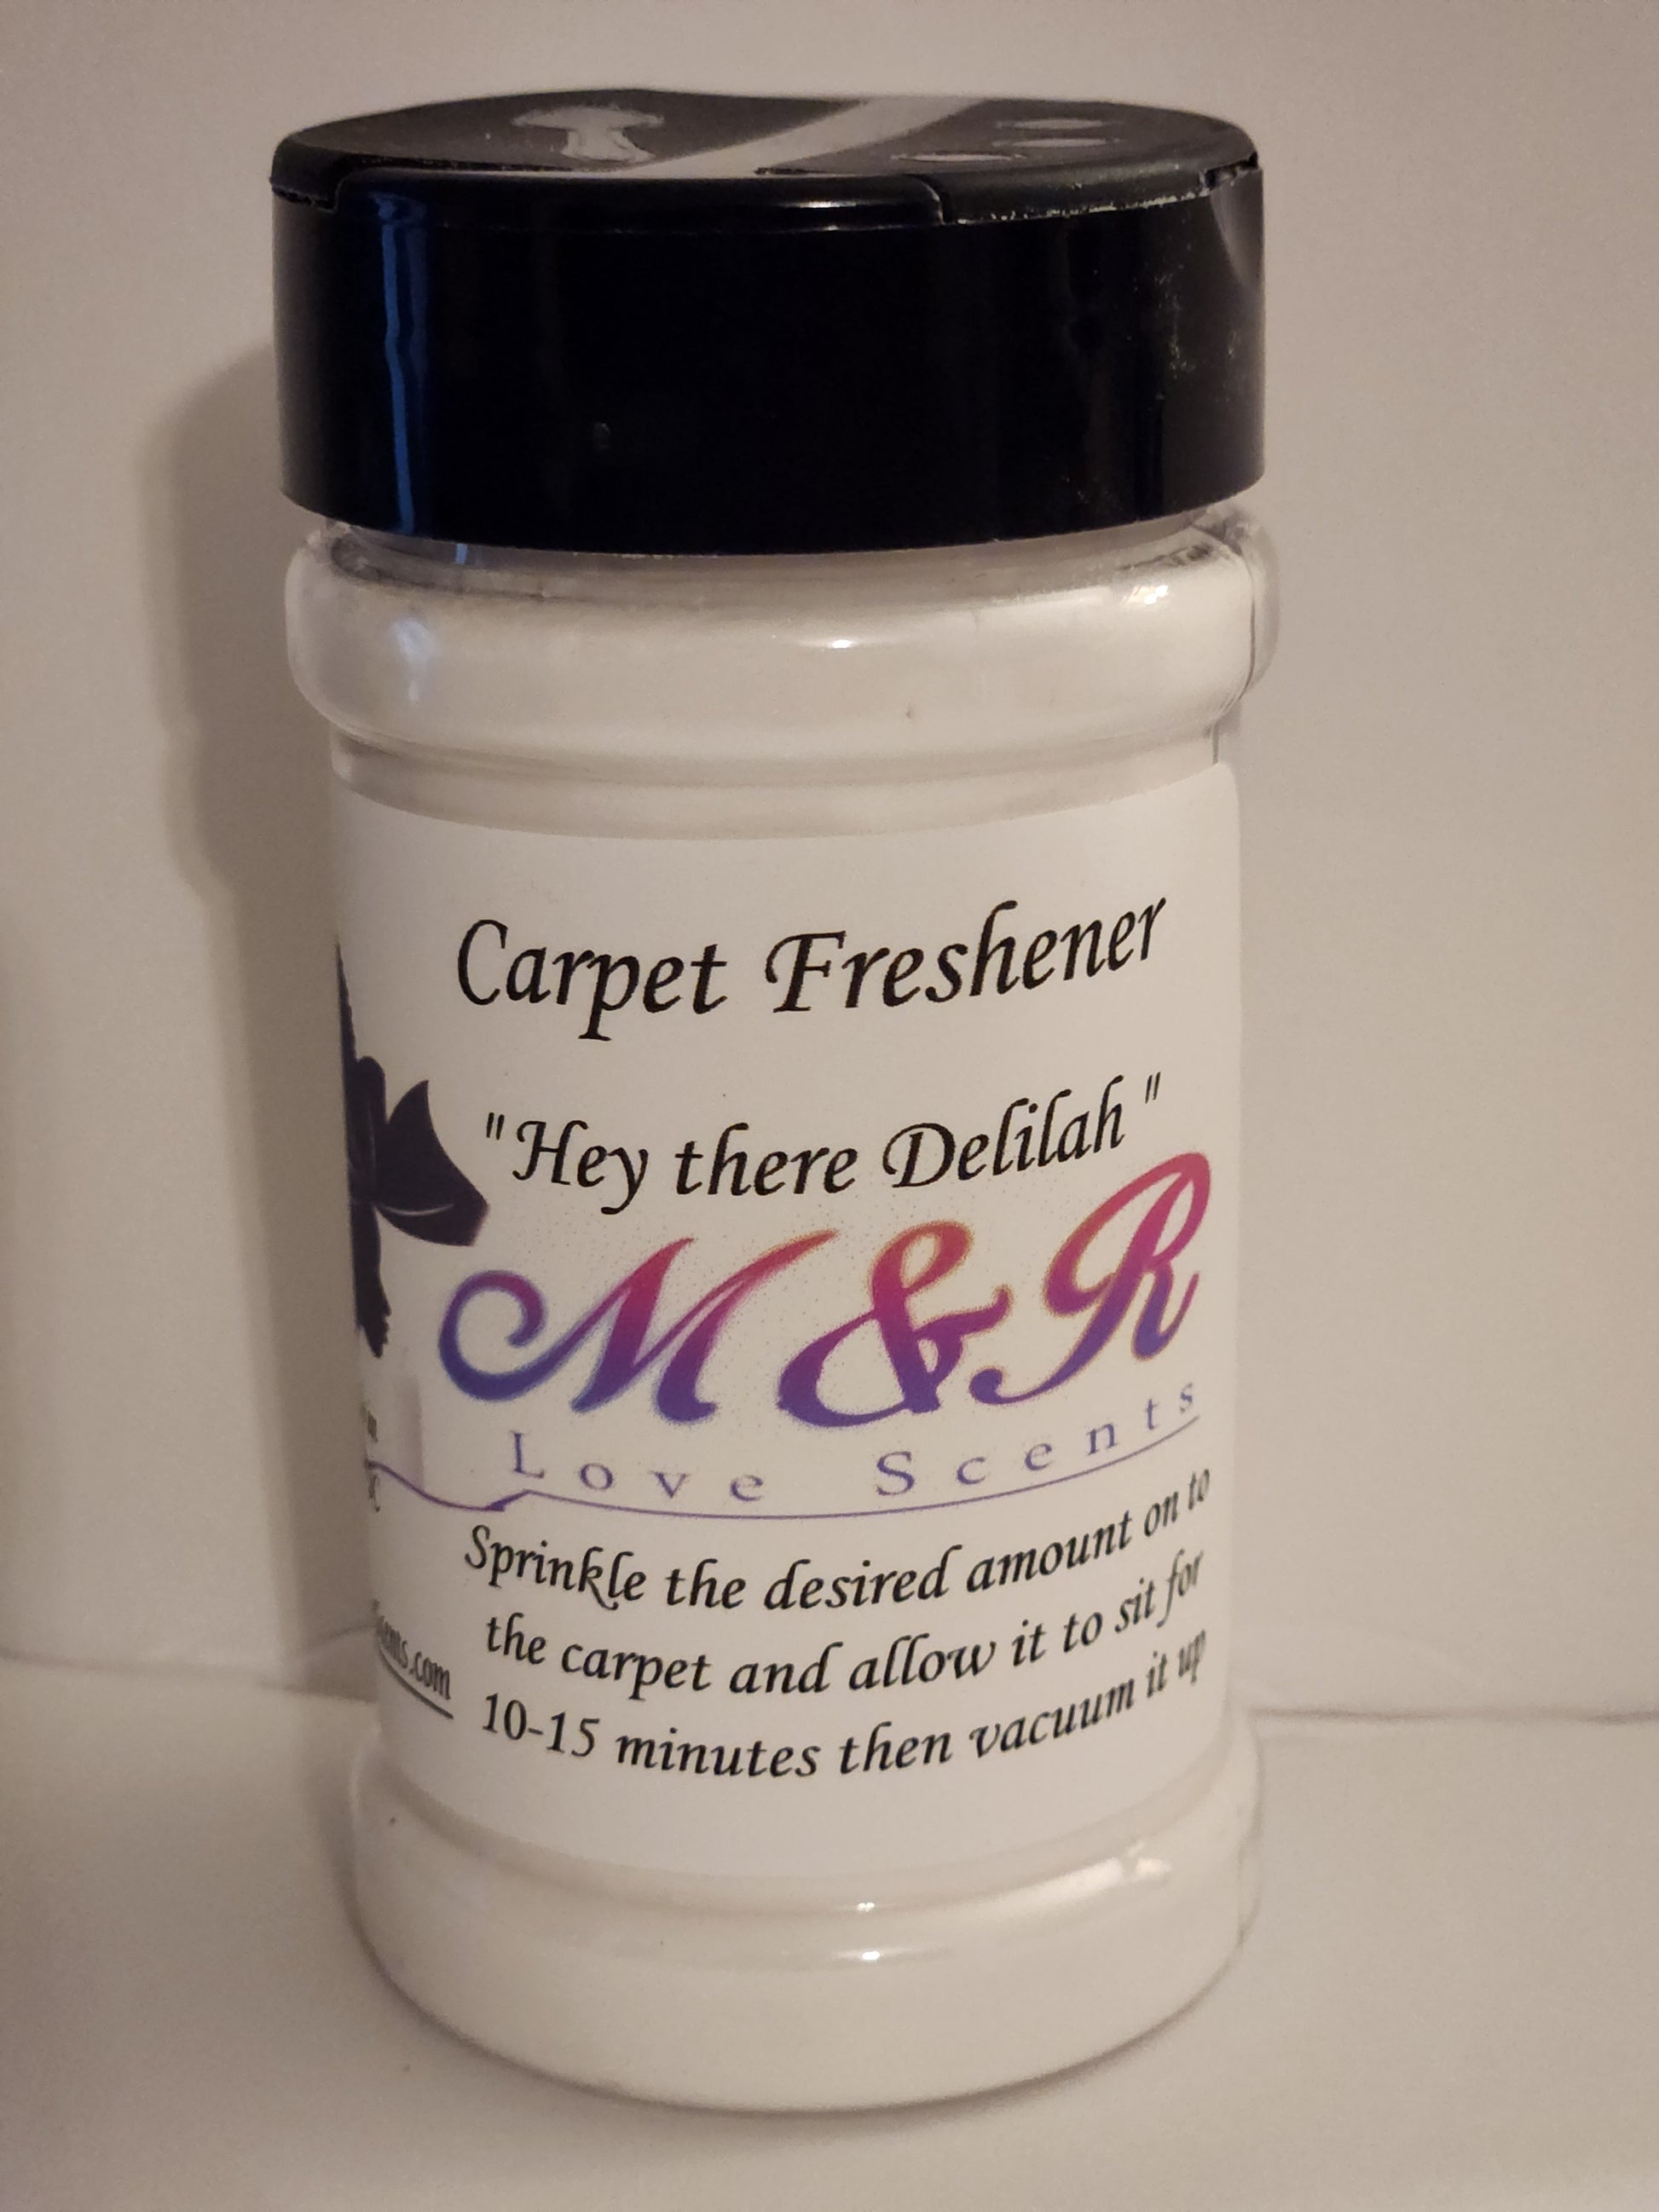 Carpet Freshener
"Hey there Delilah"
M&R
Love Scents
Sprinkle the desired amount on to
the carpet and allow it to sit for
10-15 minutes then vacuum it up